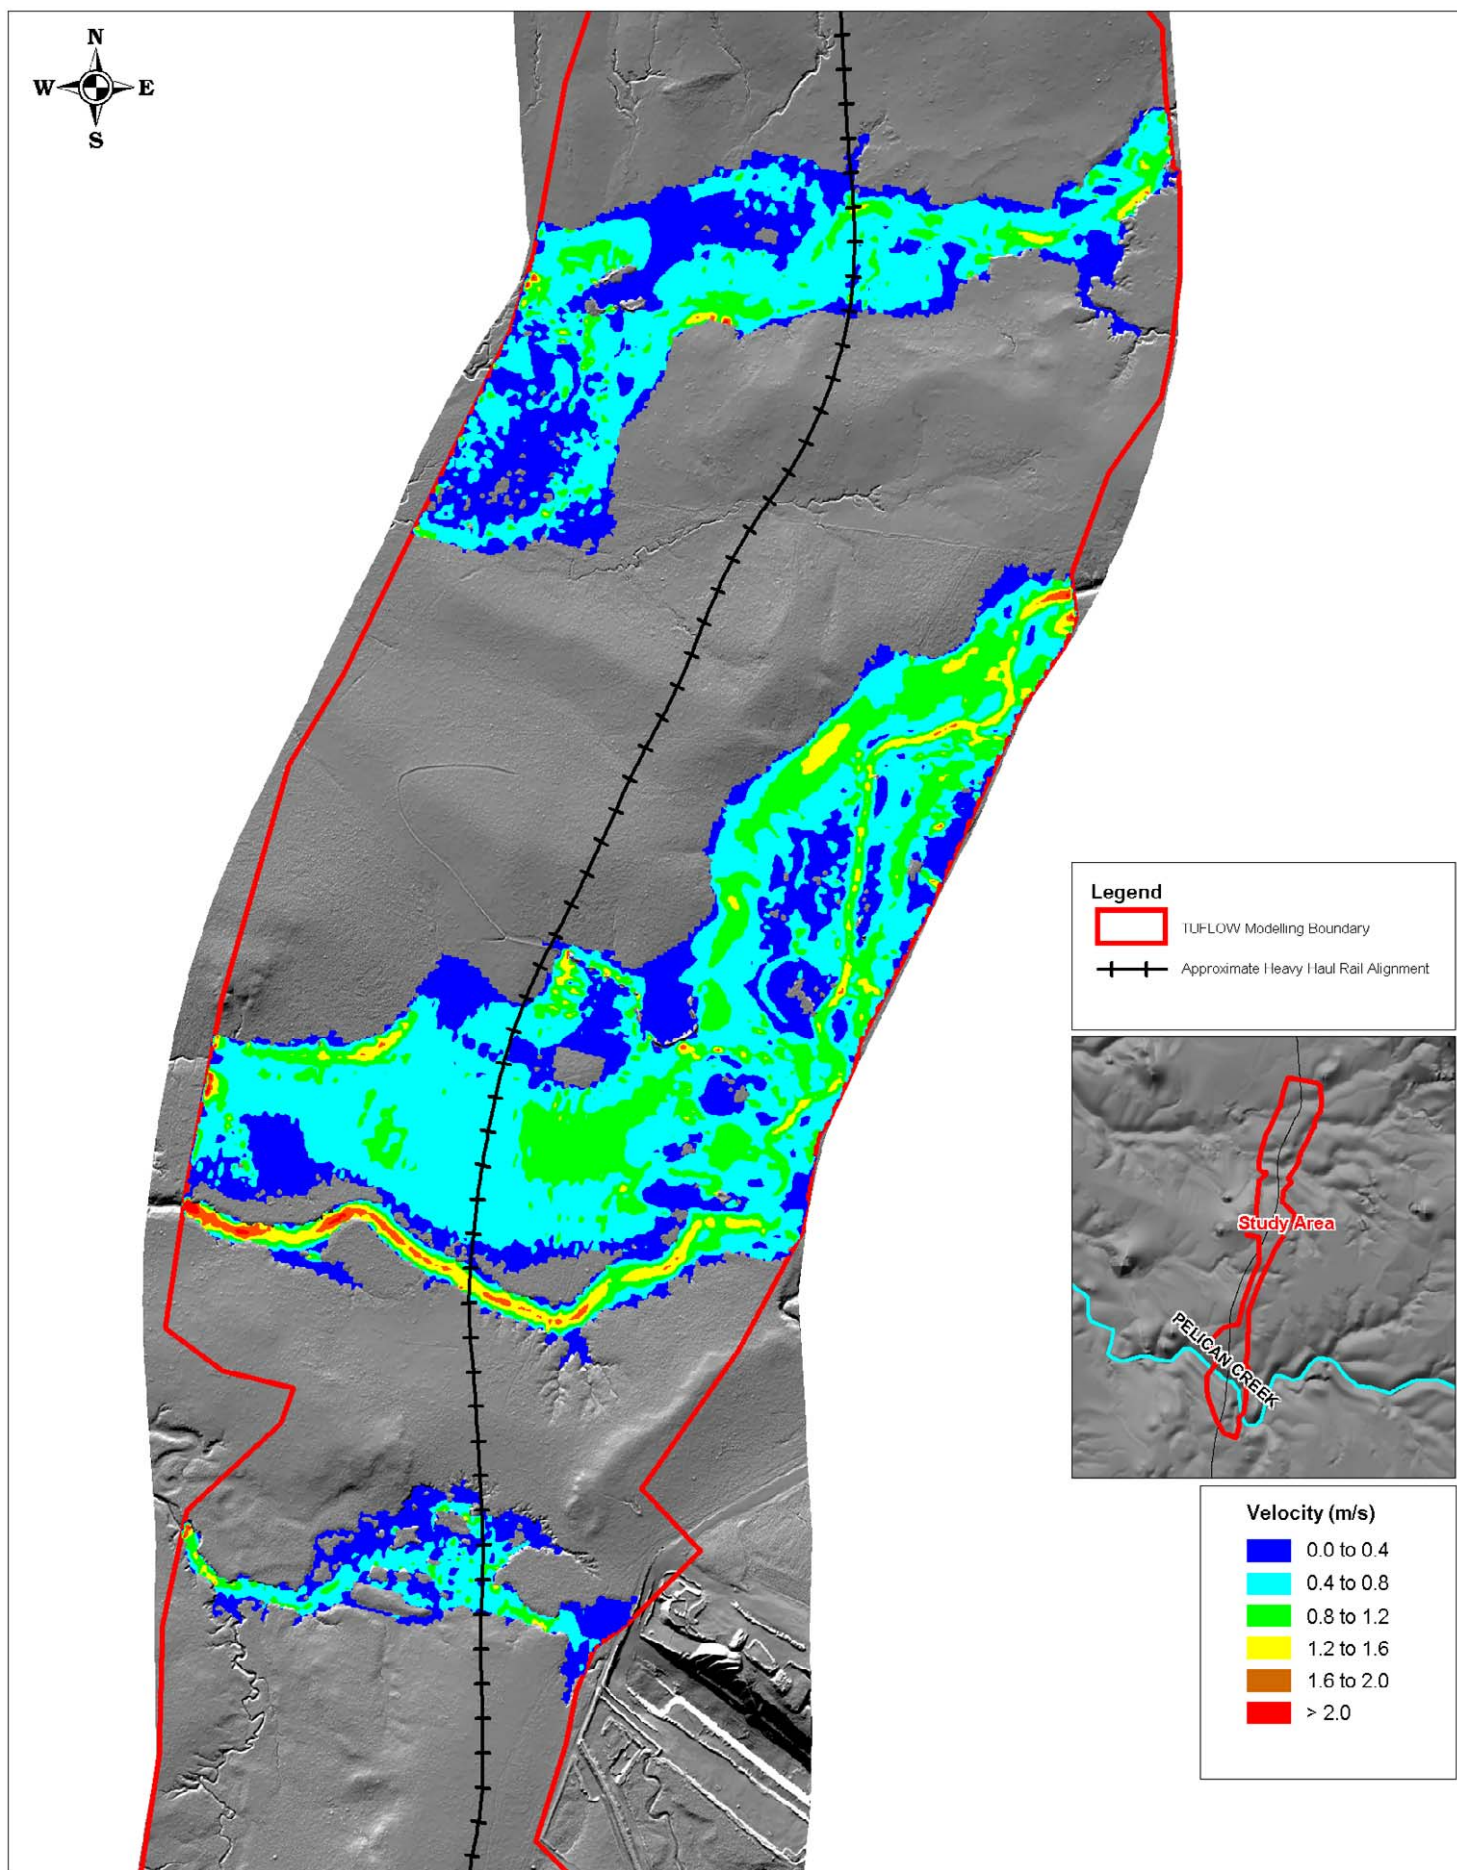 N
W E
S
Legend
TUFLOW Modelling Boundary
Approximate Heavy Haul Rail Alignment
Study Area
PELICAN CREEK
Velocity (m/s)
0.0 to 0.4
0.4 to 0.8
0.8 to 1.2
1.2 to 1.6
1.6 to 2.0
> 2.0